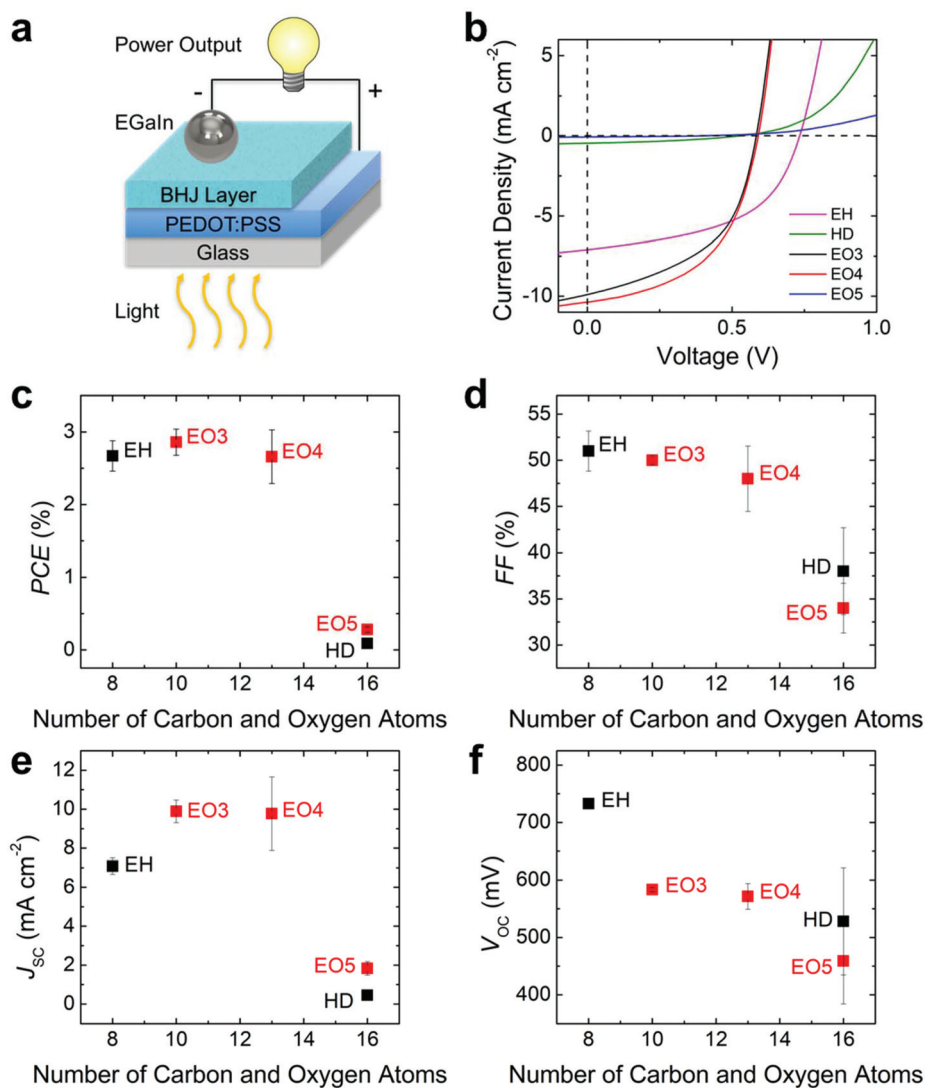 a
Power Output
-
+
EGaIn
BHJ Layer
PEDOT:PSS
Glass
Light
b
Current Density (mA cm-2)
5
0
-5
-10
EH
HD
EO3
EO4
EO5
0.0 0.5 1.0
Voltage (V)
c
PCE (%)
3
2
1
0
EH
EO3
EO4
EO5
HD
8 10 12 14 16
Number of Carbon and Oxygen Atoms
d
FF (%)
55
50
45
40
35
30
EH
EO3
EO4
HD
EO5
8 10 12 14 16
Number of Carbon and Oxygen Atoms
e
JSC (mA cm-2)
12
10
8
6
4
2
0
EH
EO3
EO4
EO5
HD
8 10 12 14 16
Number of Carbon and Oxygen Atoms
f
VOC (mV)
800
700
600
500
400
EH
EO3
EO4
HD
EO5
8 10 12 14 16
Number of Carbon and Oxygen Atoms